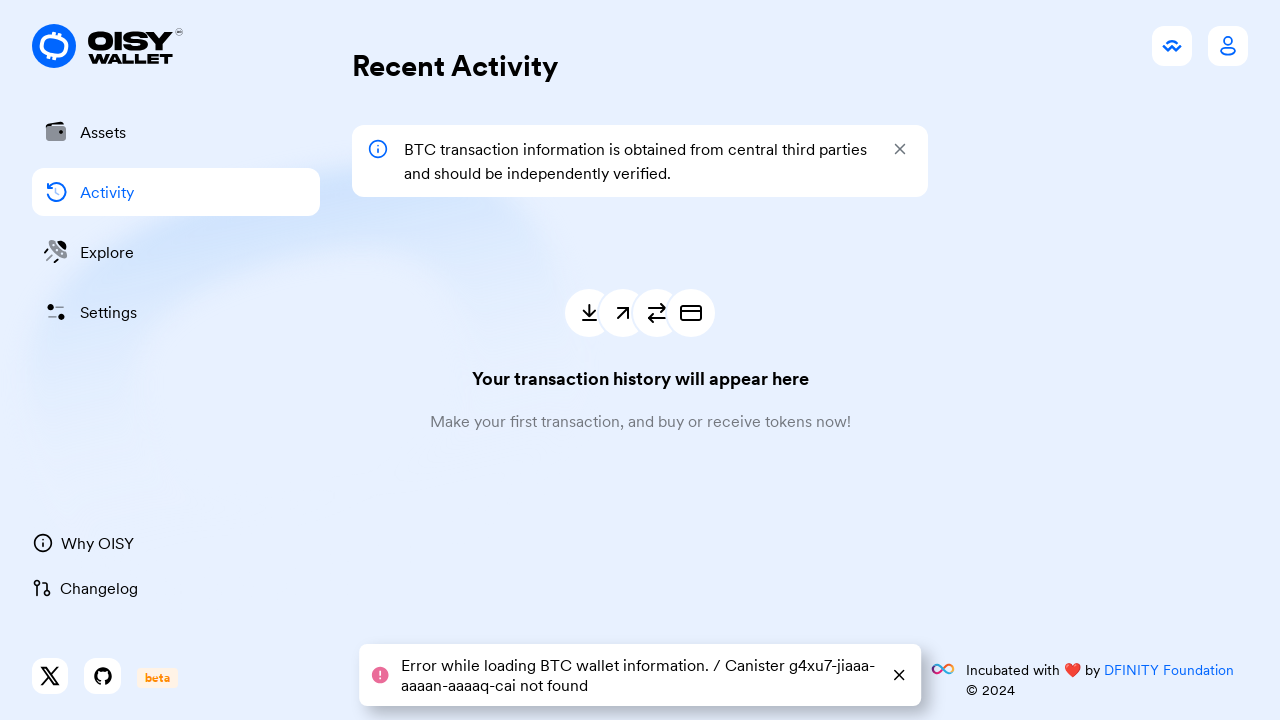 OISY
WALLET
Recent Activity
Assets
Activity
Explore
Settings
BTC transaction information is obtained from central third parties
and should be independently verified.
Your transaction history will appear here
Make your first transaction, and buy or receive tokens now!
Why OISY
Changelog
beta
Error while loading BTC wallet information. / Canister g4xu7-jiaaa-
aaaan-aaaaq-cai not found
Incubated with ❤️ by DFINITY Foundation
© 2024